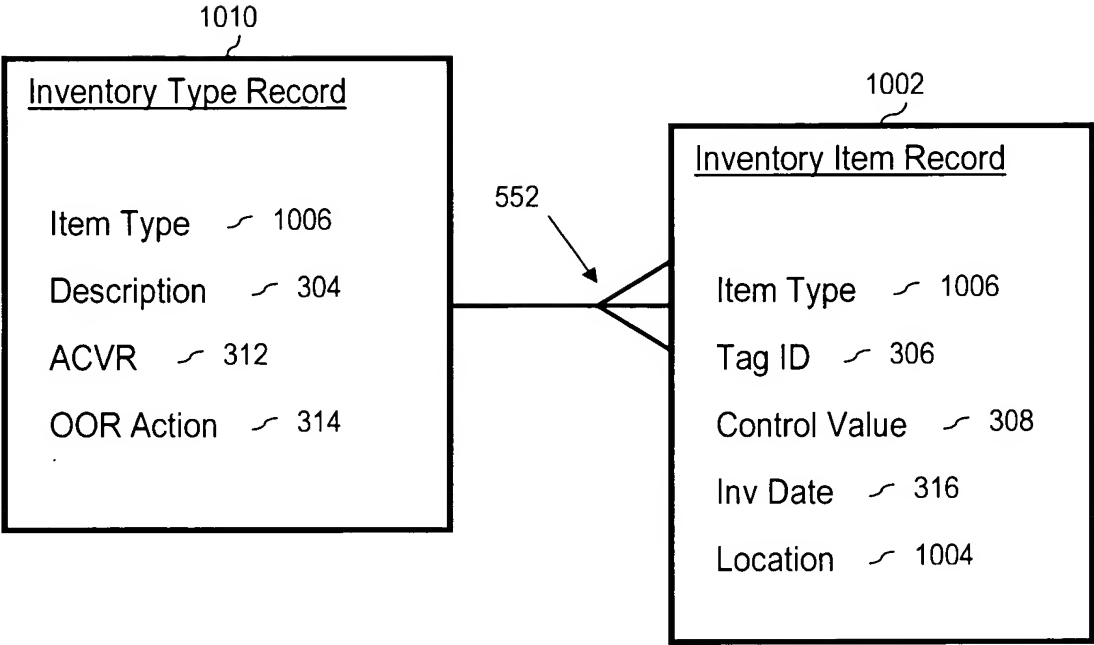 1010
Inventory Type Record
Item Type 1006
Description 304
ACVR 312
OOR Action 314
552
1002
Inventory Item Record
Item Type 1006
Tag ID 306
Control Value 308
Inv Date 316
Location 1004